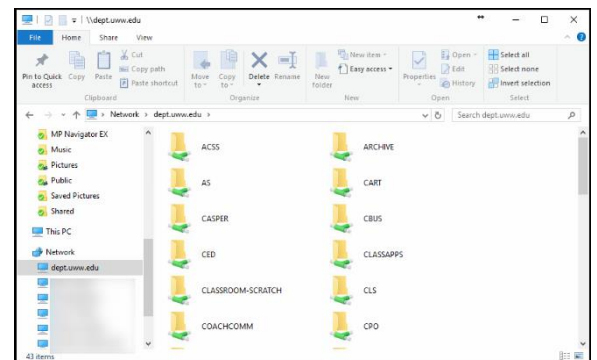 \\dept.uww.edu
File Home Share View
Pin to Quick access
Copy
Paste
Cut
Copy path
Paste shortcut
Move to
Copy to
Delete
Rename
New folder
New item
Easy access
Properties
Open
Edit
History
Select all
Select none
Invert selection
Clipboard Organize New Open Select
Network > dept.uww.edu >
Search dept.uww.edu
MP Navigator EX
Music
Pictures
Public
Saved Pictures
Shared
This PC
Network
dept.uww.edu
ACSS ARCHIVE
AS CART
CASPER CBUS
CED CLASSAPPS
CLASSROOM-SCRATCH CLS
COACHCOMM CPO
43 items